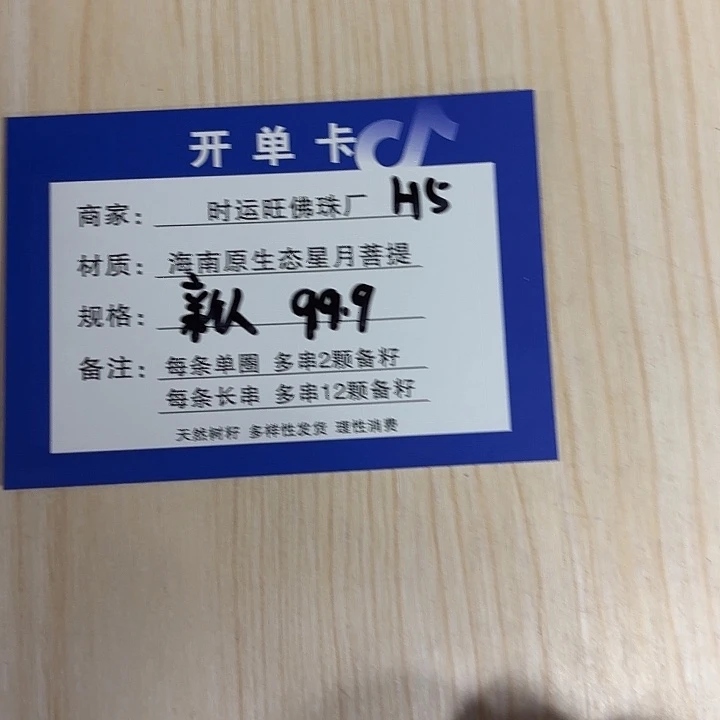 开单卡
商家: 时运旺佛珠厂 H5
材质: 海南原生态星月菩提
规格: 99.9
备注: 每条单圈 多串2颗备籽
每条长串 多串12颗备籽
天然树籽 多样性发货 理性消费